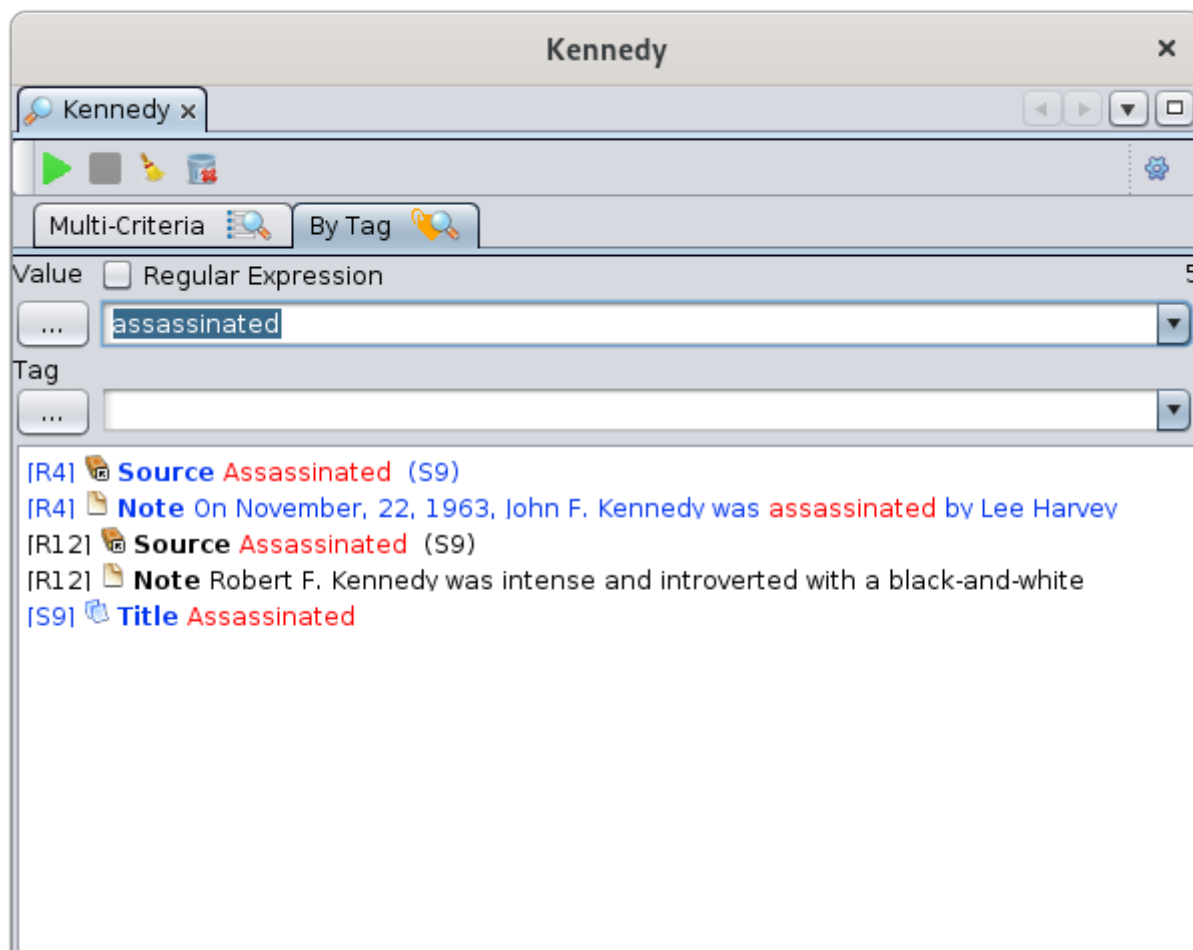 Kennedy
Kennedy
Multi-Criteria By Tag
Value Regular Expression 5
... assassinated
Tag
...
[R4] Source Assassinated (S9)
[R4] Note On November, 22, 1963, John F. Kennedy was assassinated by Lee Harvey
[R12] Source Assassinated (S9)
[R12] Note Robert F. Kennedy was intense and introverted with a black-and-white
[S9] Title Assassinated